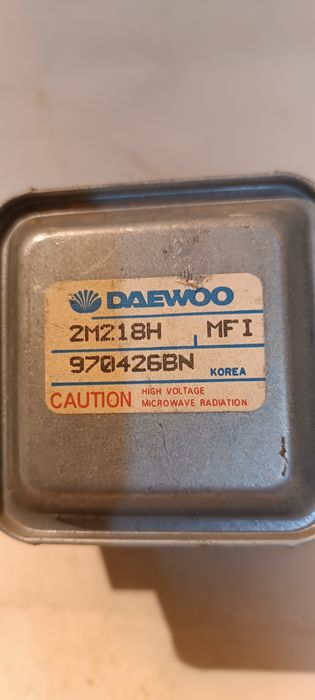 DAEWOO
2M218H MFI
970426BN KOREA
CAUTION HIGH VOLTAGE
MICROWAVE RADIATION